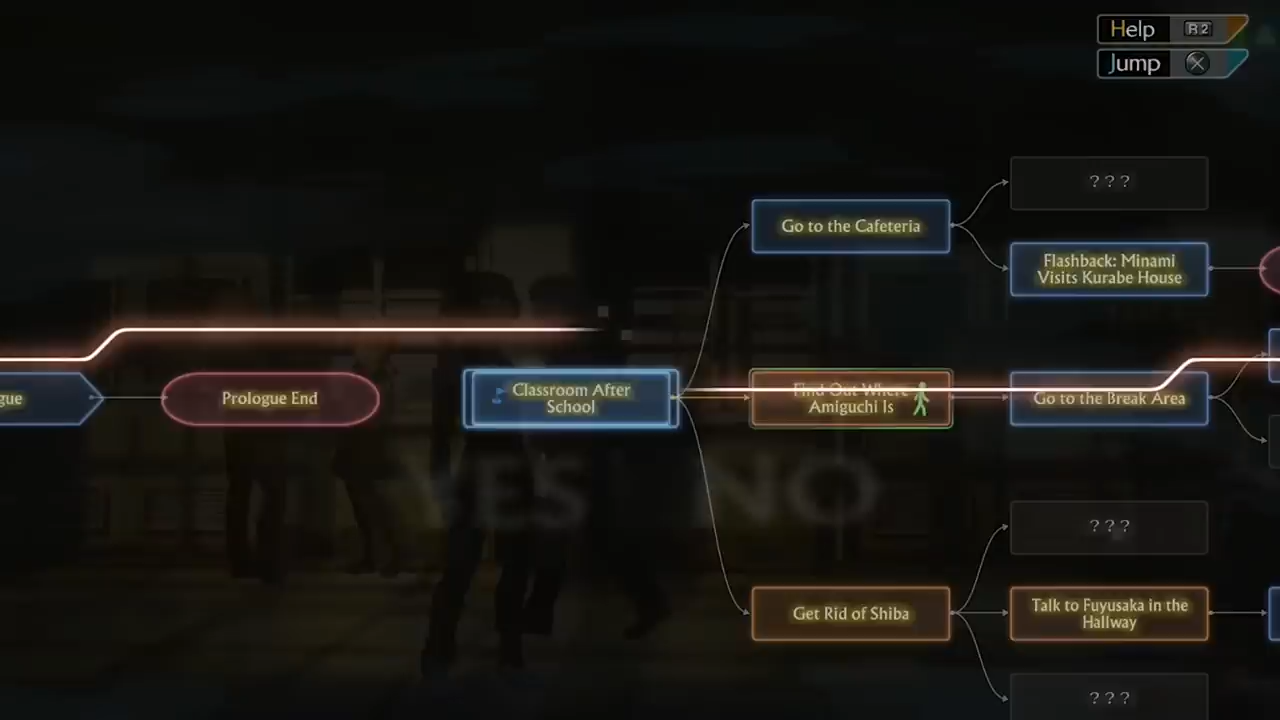 Help R2
Jump
???
Go to the Cafeteria
Flashback: Minami
Visits Kurabe House
gue
Prologue End
Classroom After
School
Find Out Where
Amiguchi Is
Go to the Break Area
YES NO
???
Get Rid of Shiba
Talk to Fuyusaka in the
Hallway
???